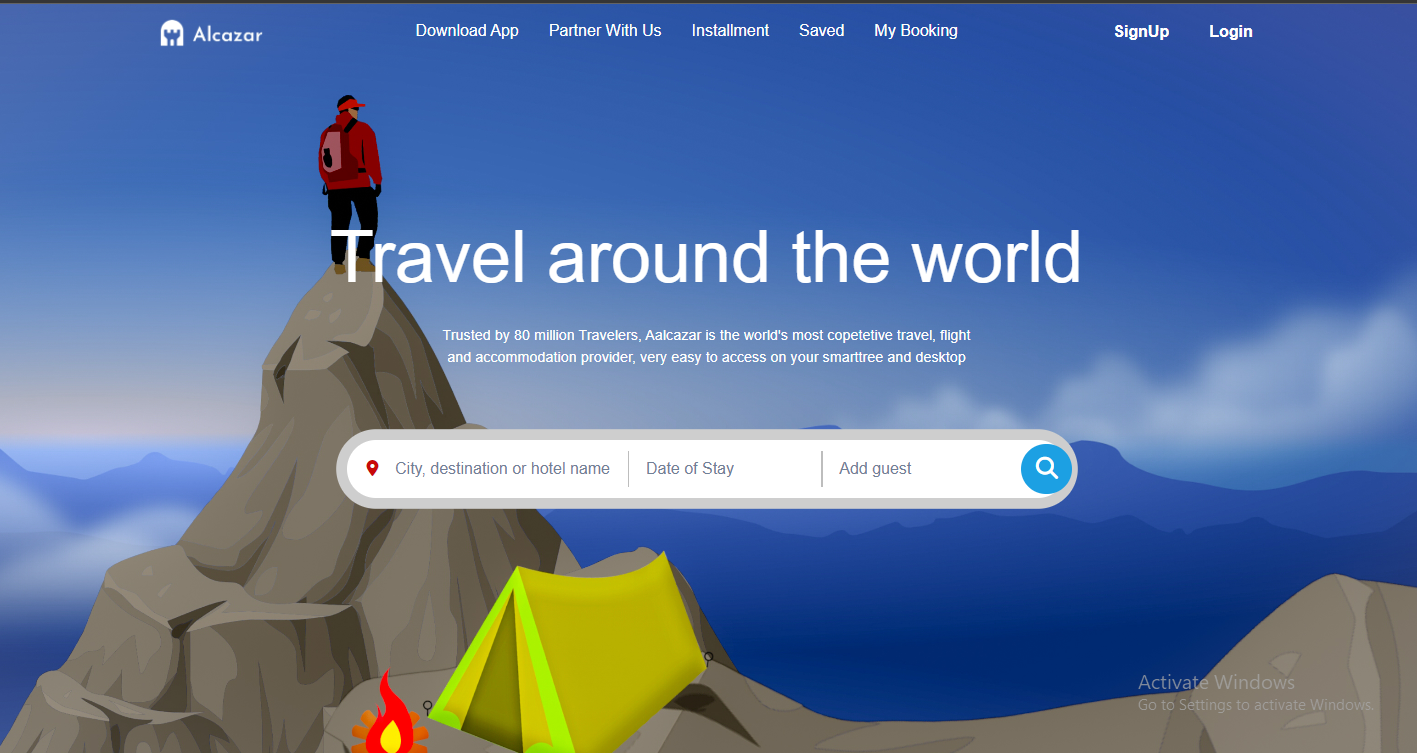 Alcazar
Download App
Partner With Us
Installment
Saved
My Booking
SignUp
Login
Travel around the world
Trusted by 80 million Travelers, Aalcazar is the world's most copetetive travel, flight
and accommodation provider, very easy to access on your smarttree and desktop
City, destination or hotel name
Date of Stay
Add guest
Activate Windows
Go to Settings to activate Windows.